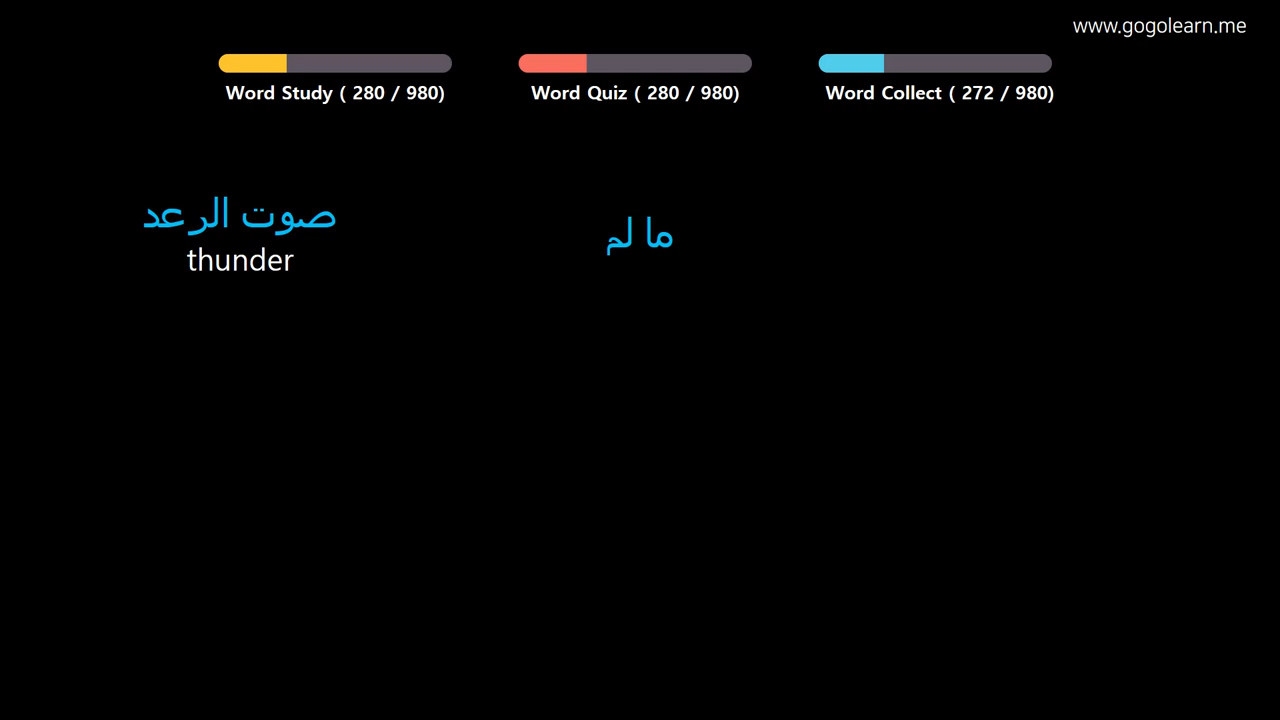 www.gogolearn.me
Word Study ( 280 / 980)
Word Quiz ( 280 / 980)
Word Collect ( 272 / 980)
صوت الرعد
thunder
ما لم